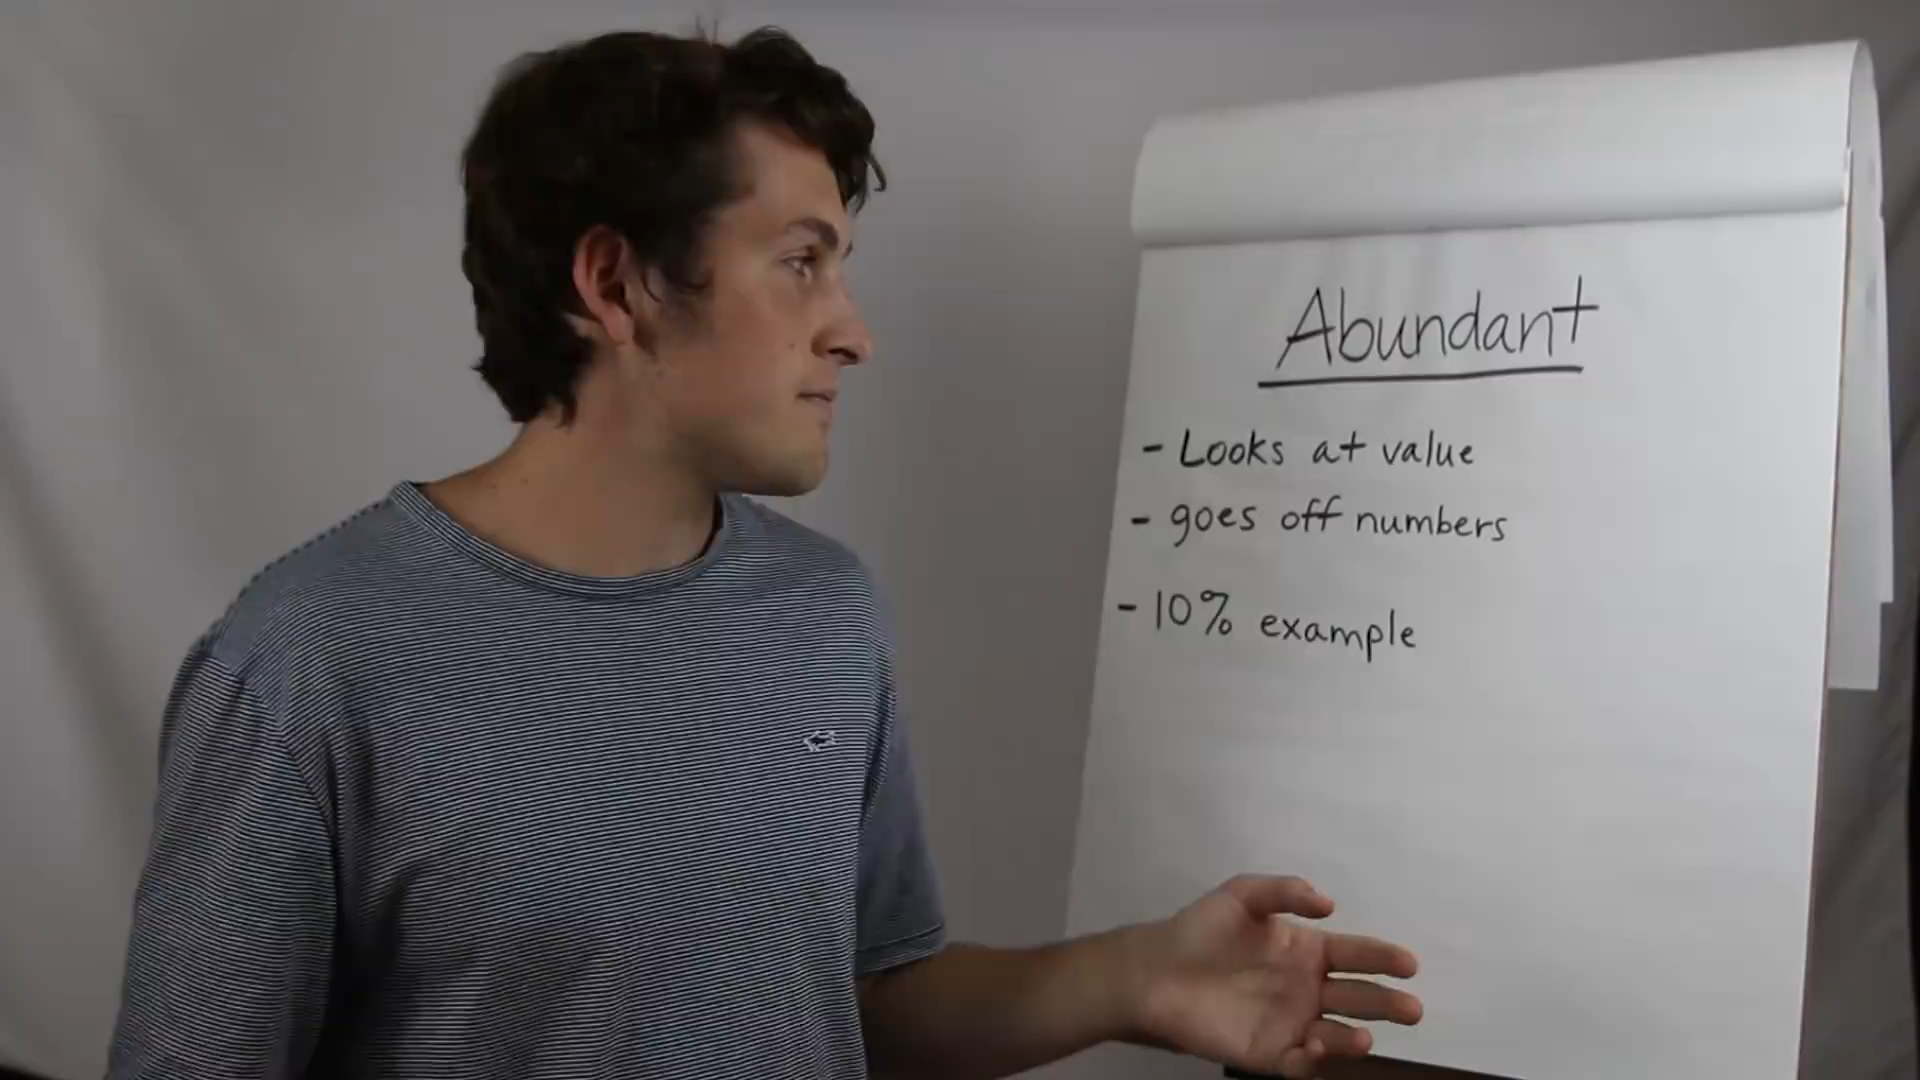 Abundant
- Looks at value
- goes off numbers
- 10% example